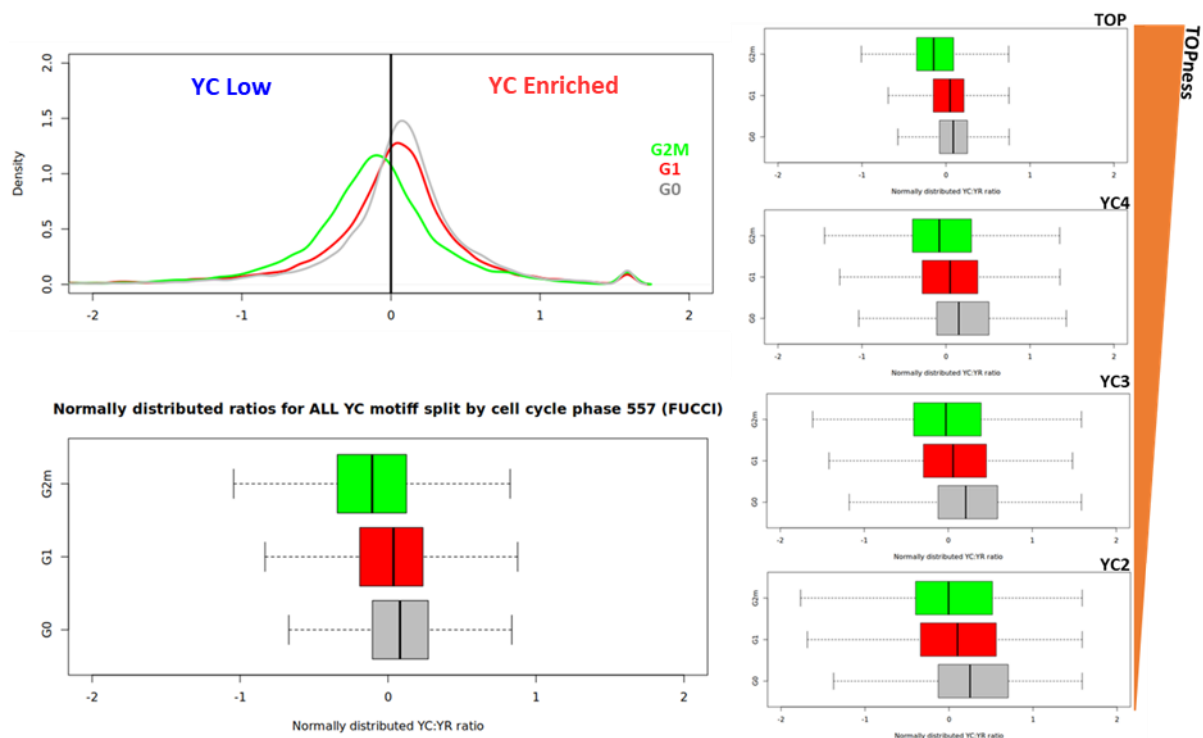 YC Low
YC Enriched
G2M
G1
G0
Density
0.0
0.5
1.0
1.5
2.0
-2
-1
0
1
2
Normally distributed ratios for ALL YC motiff split by cell cycle phase 557 (FUCCI)
G2m
G1
G0
-2
-1
0
1
2
Normally distributed YC:YR ratio
TOP
G2m
G1
G0
-2
-1
0
1
2
Normally distributed YC:YR ratio
YC4
G2m
G1
G0
-2
-1
0
1
2
Normally distributed YC:YR ratio
YC3
G2m
G1
G0
-2
-1
0
1
2
Normally distributed YC:YR ratio
YC2
G2m
G1
G0
-2
-1
0
1
2
Normally distributed YC:YR ratio
TOPness